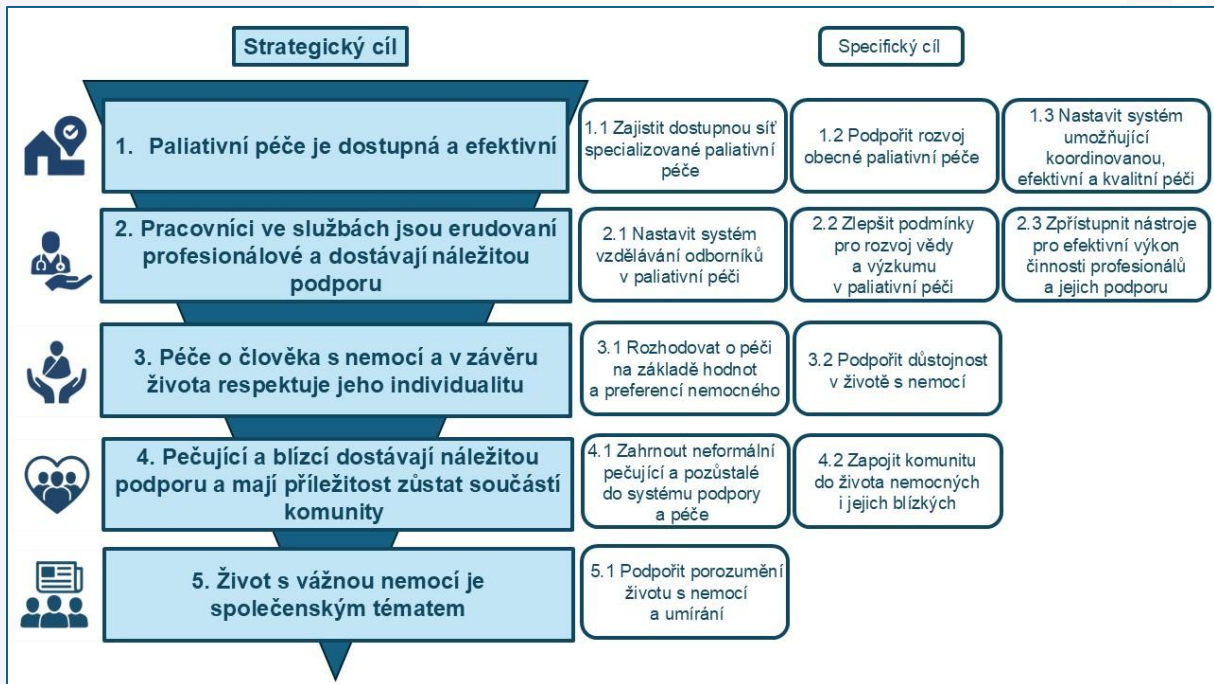 Strategický cíl
Specifický cíl
1. Paliativní péče je dostupná a efektivní
1.1 Zajistit dostupnou síť
specializované paliativní
péče
1.2 Podpořit rozvoj
obecné paliativní péče
1.3 Nastavit systém
umožňující
koordinovanou,
efektivní a kvalitní péči
2. Pracovníci ve službách jsou erudovaní
profesionálové a dostávají náležitou
podporu
2.1 Nastavit systém
vzdělávání odborníků
v paliativní péči
2.2 Zlepšit podmínky
pro rozvoj vědy
a výzkumu
v paliativní péči
2.3 Zpřístupnit nástroje
pro efektivní výkon
činnosti profesionálů
a jejich podporu
3. Péče o člověka s nemocí a v závěru
života respektuje jeho individualitu
3.1 Rozhodovat o péči
na základě hodnot
a preferencí nemocného
3.2 Podpořit důstojnost
v životě s nemocí
4. Pečující a blízcí dostávají náležitou
podporu a mají příležitost zůstat součástí
komunity
4.1 Zahrnout neformální
pečující a pozůstalé
do systému podpory
a péče
4.2 Zapojit komunitu
do života nemocných
i jejich blízkých
5. Život s vážnou nemocí je
společenským tématem
5.1 Podpořit porozumění
životu s nemocí
a umírání